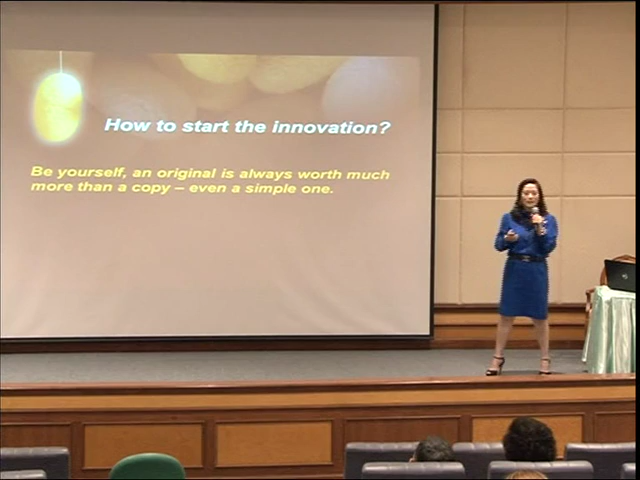 How to start the innovation?
Be yourself, an original is always worth much
more than a copy – even a simple one.